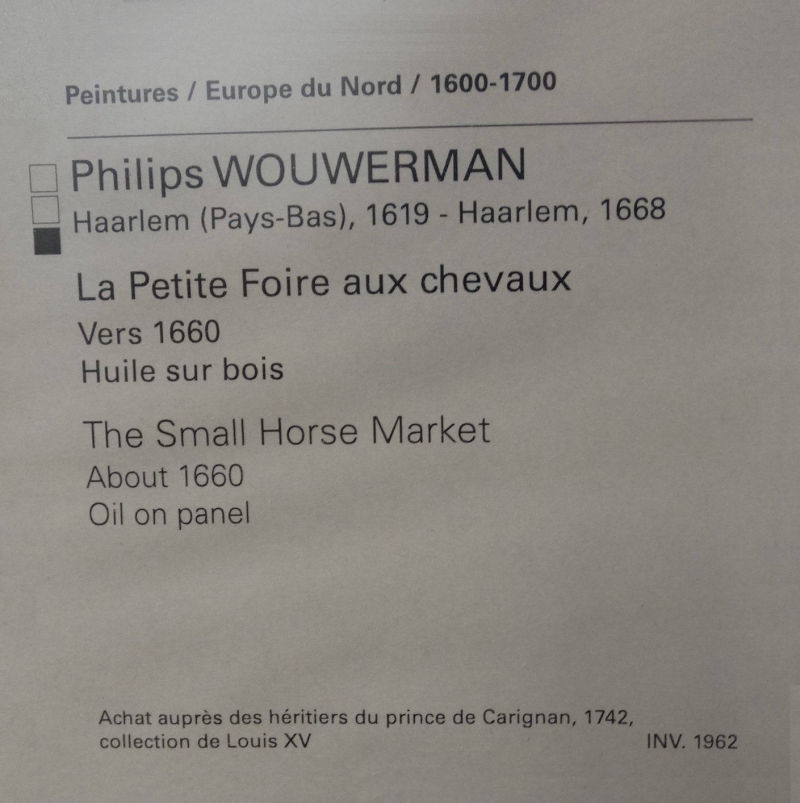 Peintures / Europe du Nord / 1600-1700
Philips WOUWERMAN
Haarlem (Pays-Bas), 1619 - Haarlem, 1668
La Petite Foire aux chevaux
Vers 1660
Huile sur bois
The Small Horse Market
About 1660
Oil on panel
Achat auprès des héritiers du prince de Carignan, 1742,
collection de Louis XV INV. 1962